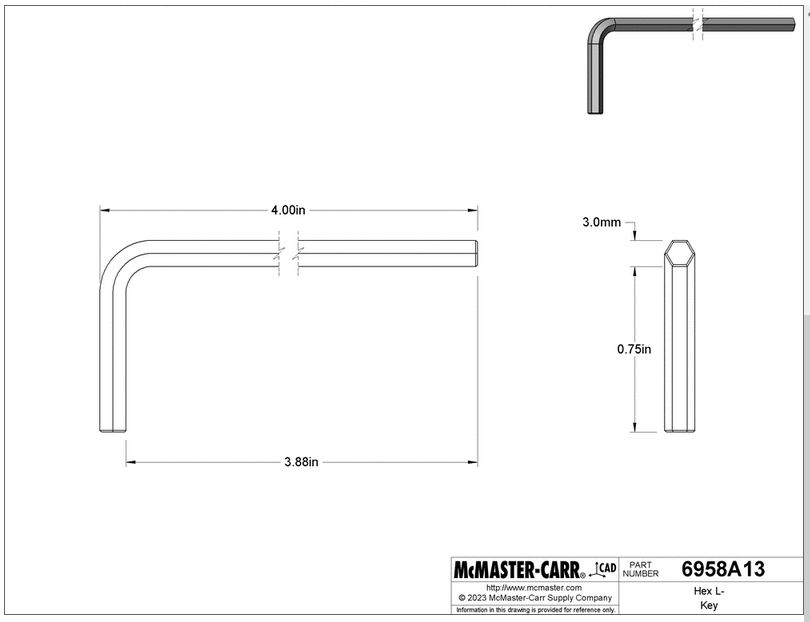 4.00in
3.0mm
0.75in
3.88in
McMASTER-CARR® CAD
PART
NUMBER
6958A13
http://www.mcmaster.com
© 2023 McMaster-Carr Supply Company
Information in this drawing is provided for reference only.
Hex L-
Key